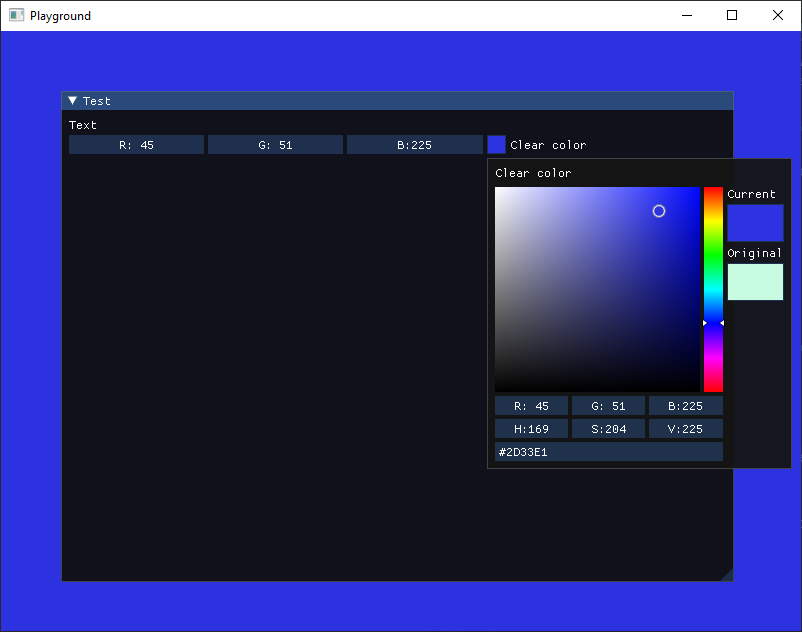 Playground
Test
Text
R: 45 G: 51 B:225 Clear color
Clear color
Current
Original
R: 45 G: 51 B:225
H:169 S:204 V:225
#2D33E1